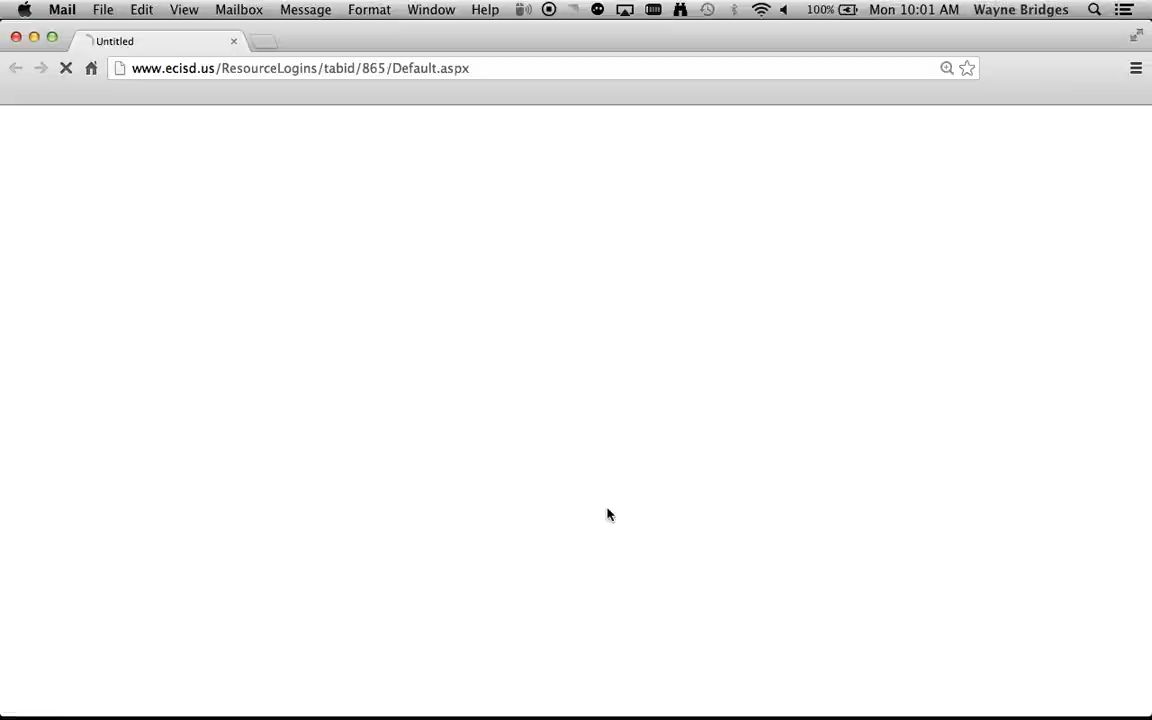 Mail File Edit View Mailbox Message Format Window Help 100% Mon 10:01 AM Wayne Bridges
Untitled
www.ecisd.us/ResourceLogins/tabid/865/Default.aspx